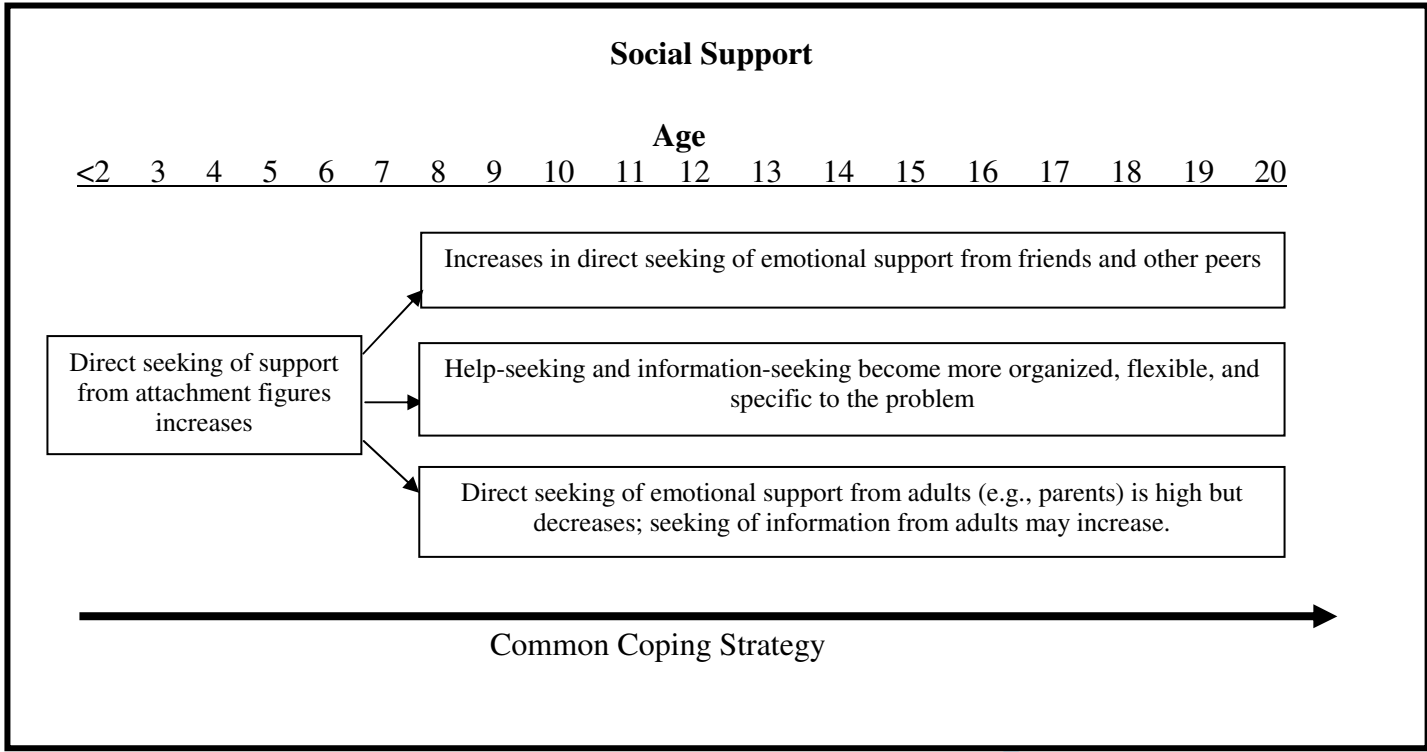 Social Support
Age
<2 3 4 5 6 7 8 9 10 11 12 13 14 15 16 17 18 19 20
Increases in direct seeking of emotional support from friends and other peers
Direct seeking of support
from attachment figures
increases
Help-seeking and information-seeking become more organized, flexible, and
specific to the problem
Direct seeking of emotional support from adults (e.g., parents) is high but
decreases; seeking of information from adults may increase.
Common Coping Strategy